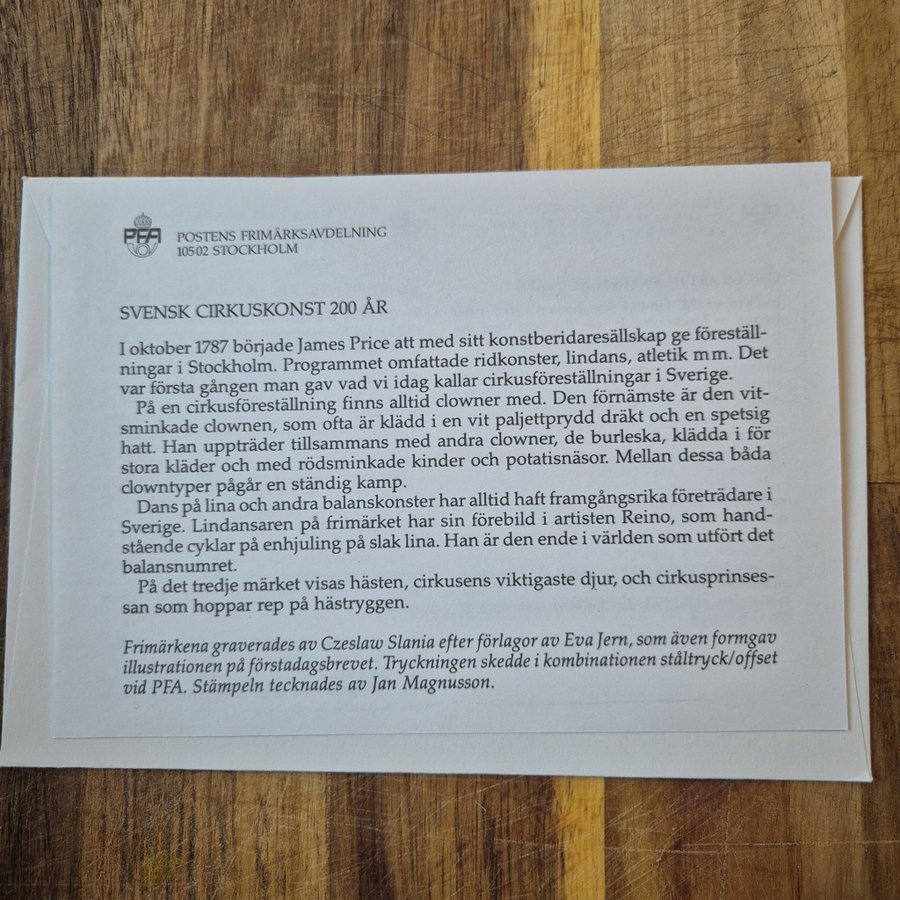 PFA
POSTENS FRIMÄRKSAVDELNING
105 02 STOCKHOLM
SVENSK CIRKUSKONST 200 ÅR
I oktober 1787 började James Price att med sitt konstberidaresällskap ge föreställ-
ningar i Stockholm. Programmet omfattade ridkonster, lindans, atletik m m. Det
var första gången man gav vad vi idag kallar cirkusföreställningar i Sverige.
På en cirkusföreställning finns alltid clowner med. Den förnämste är den vit-
sminkade clownen, som ofta är klädd i en vit paljettprydd dräkt och en spetsig
hatt. Han uppträder tillsammans med andra clowner, de burleska, klädda i för
stora kläder och med rödsminkade kinder och potatisnäsor. Mellan dessa båda
clowntyper pågår en ständig kamp.
Dans på lina och andra balanskonster har alltid haft framgångsrika företrädare i
Sverige. Lindansaren på frimärket har sin förebild i artisten Reino, som hand-
stående cyklar på enhjuling på slak lina. Han är den ende i världen som utfört det
balansnumret.
På det tredje märket visas hästen, cirkusens viktigaste djur, och cirkusprinses-
san som hoppar rep på hästryggen.
Frimärkena graverades av Czeslaw Slania efter förlagor av Eva Jern, som även formgav
illustrationen på förstadagsbrevet. Tryckningen skedde i kombinationen ståltryck/offset
vid PFA. Stämpeln tecknades av Jan Magnusson.